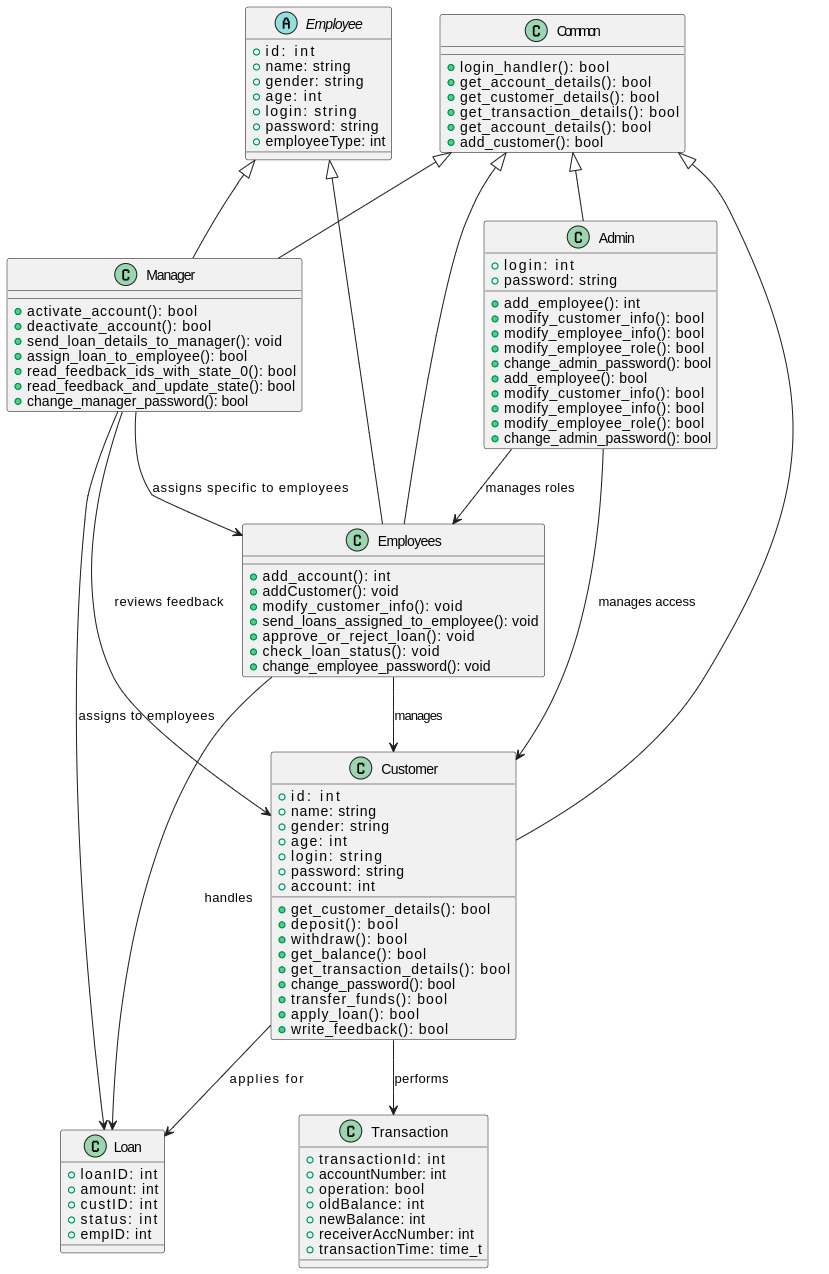 A Employee
id: int
name: string
gender: string
age: int
login: string
password: string
employeeType: int
C Common
login_handler(): bool
get_account_details(): bool
get_customer_details(): bool
get_transaction_details(): bool
get_account_details(): bool
add_customer(): bool
C Manager
activate_account(): bool
deactivate_account(): bool
send_loan_details_to_manager(): void
assign_loan_to_employee(): bool
read_feedback_ids_with_state_0(): bool
read_feedback_and_update_state(): bool
change_manager_password(): bool
C Admin
login: int
password: string
add_employee(): int
modify_customer_info(): bool
modify_employee_info(): bool
modify_employee_role(): bool
change_admin_password(): bool
add_employee(): bool
modify_customer_info(): bool
modify_employee_info(): bool
modify_employee_role(): bool
change_admin_password(): bool
assigns specific to employees
manages roles
C Employees
add_account(): int
addCustomer(): void
modify_customer_info(): void
send_loans_assigned_to_employee(): void
approve_or_reject_loan(): void
check_loan_status(): void
change_employee_password(): void
reviews feedback
manages access
assigns to employees
manages
C Customer
id: int
name: string
gender: string
age: int
login: string
password: string
account: int
get_customer_details(): bool
deposit(): bool
withdraw(): bool
get_balance(): bool
get_transaction_details(): bool
change_password(): bool
transfer_funds(): bool
apply_loan(): bool
write_feedback(): bool
handles
applies for
performs
C Loan
loanID: int
amount: int
custID: int
status: int
empID: int
C Transaction
transactionId: int
accountNumber: int
operation: bool
oldBalance: int
newBalance: int
receiverAccNumber: int
transactionTime: time_t